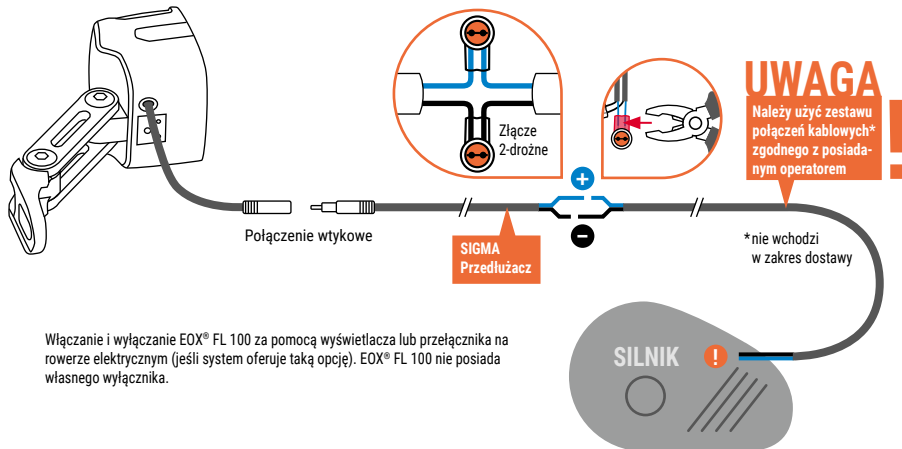 UWAGA
Należy użyć zestawu
połączeń kablowych*
zgodnego z posiada-
nym operatorem
!
Złącze
2-drożne
+
−
Połączenie wtykowe
SIGMA
Przedłużacz
*nie wchodzi
w zakres dostawy
Włączanie i wyłączanie EOX® FL 100 za pomocą wyświetlacza lub przełącznika na
rowerze elektrycznym (jeśli system oferuje taką opcję). EOX® FL 100 nie posiada
własnego wyłącznika.
SILNIK
!